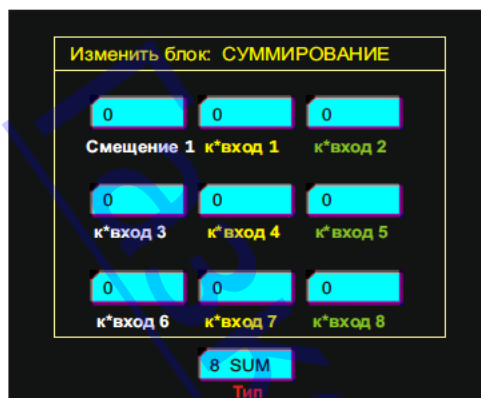 Изменить блок: СУММИРОВАНИЕ
0 0 0
Смещение 1 к*вход 1 к*вход 2
0 0 0
к*вход 3 к*вход 4 к*вход 5
0 0 0
к*вход 6 к*вход 7 к*вход 8
8 SUM
Тип